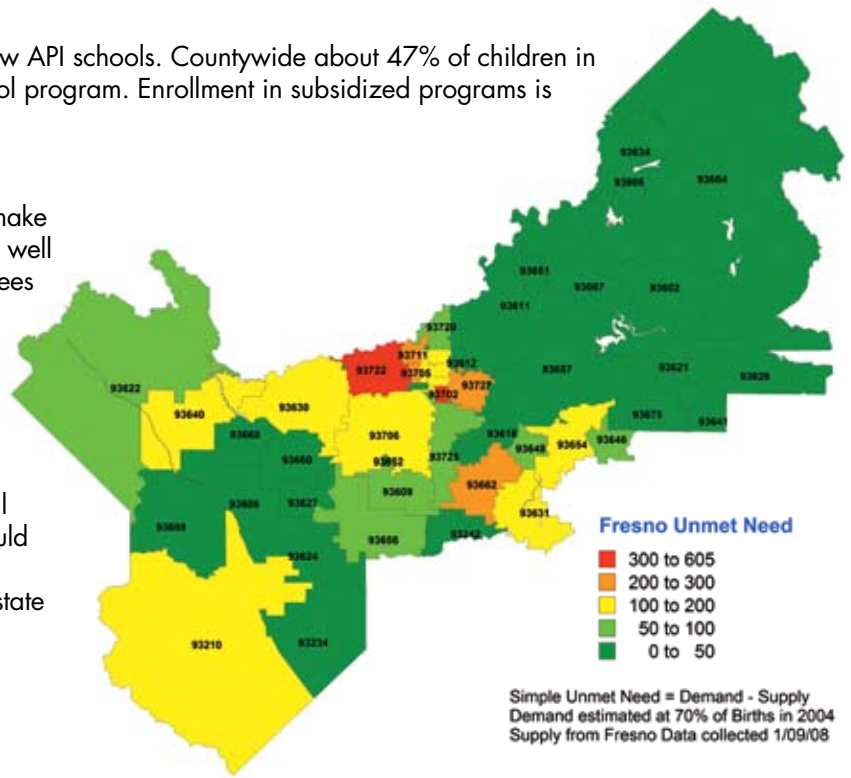 w API schools. Countywide about 47% of children in
ol program. Enrollment in subsidized programs is
nake
well
ees
l
uld
state
93634
93664
93651
93667
93602
93611
93720
93711
93612
93722
93705
93727
93657
93621
93628
93702
93622
93640
93630
93675
93641
93706
93668
93616
93654
93646
93648
93652
93725
93660
93662
93609
93608
93627
93631
93656
93242
93624
93210
93234
Fresno Unmet Need
300 to 605
200 to 300
100 to 200
50 to 100
0 to 50
Simple Unmet Need = Demand - Supply
Demand estimated at 70% of Births in 2004
Supply from Fresno Data collected 1/09/08